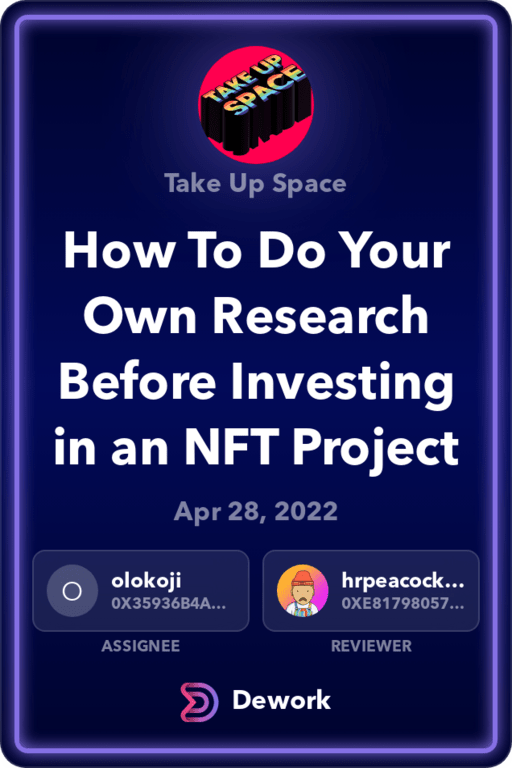 TAKE UP
SPACE
Take Up Space
How To Do Your
Own Research
Before Investing
in an NFT Project
Apr 28, 2022
O
olokoji
0X35936B4A...
hrpeacock...
0XE81798057...
ASSIGNEE
REVIEWER
Dework